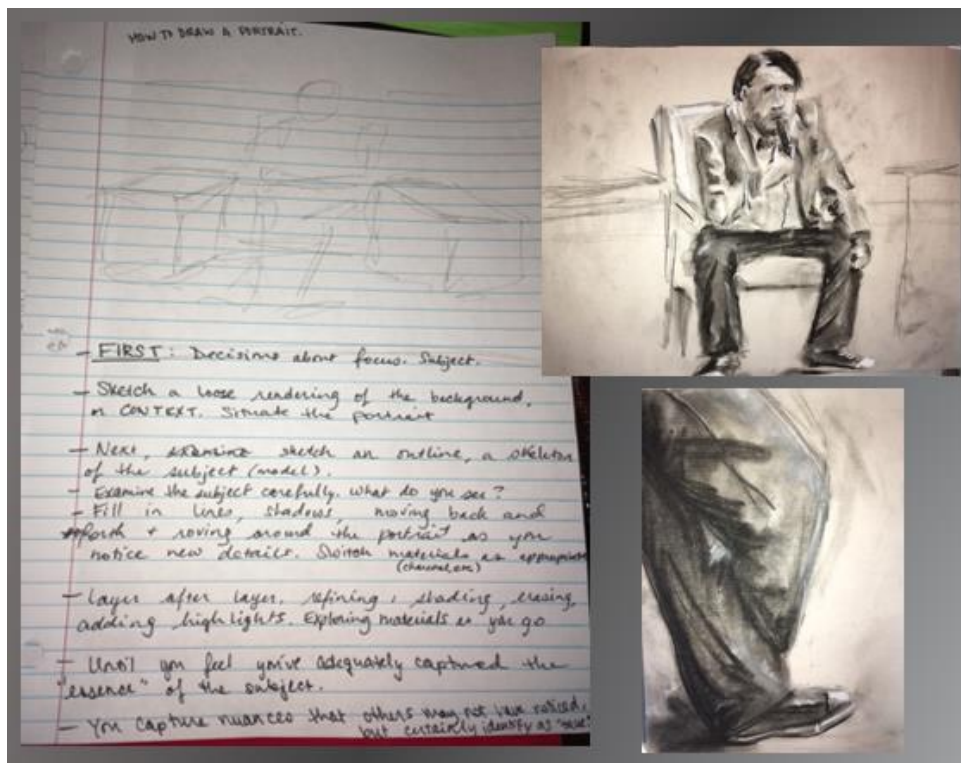 HOW TO DRAW A PORTRAIT.
- FIRST: Decisions about focus. Subject.
- Sketch a loose rendering of the background,
or CONTEXT. Situate the portrait
- Next, sketch an outline, a skeleton
of the subject (model).
- Examine the subject carefully. What do you see?
- Fill in lines, shadows, moving back and
forth + roving around the portrait as you
notice new details. Switch materials as appropriate
(charcoal, etc)
- Layer after layer, refining, shading, erasing,
adding highlights. Exploring materials as you go
- Until you feel you've adequately captured the
"essence" of the subject.
- You capture nuances that others may not have noticed,
but certainly identify as